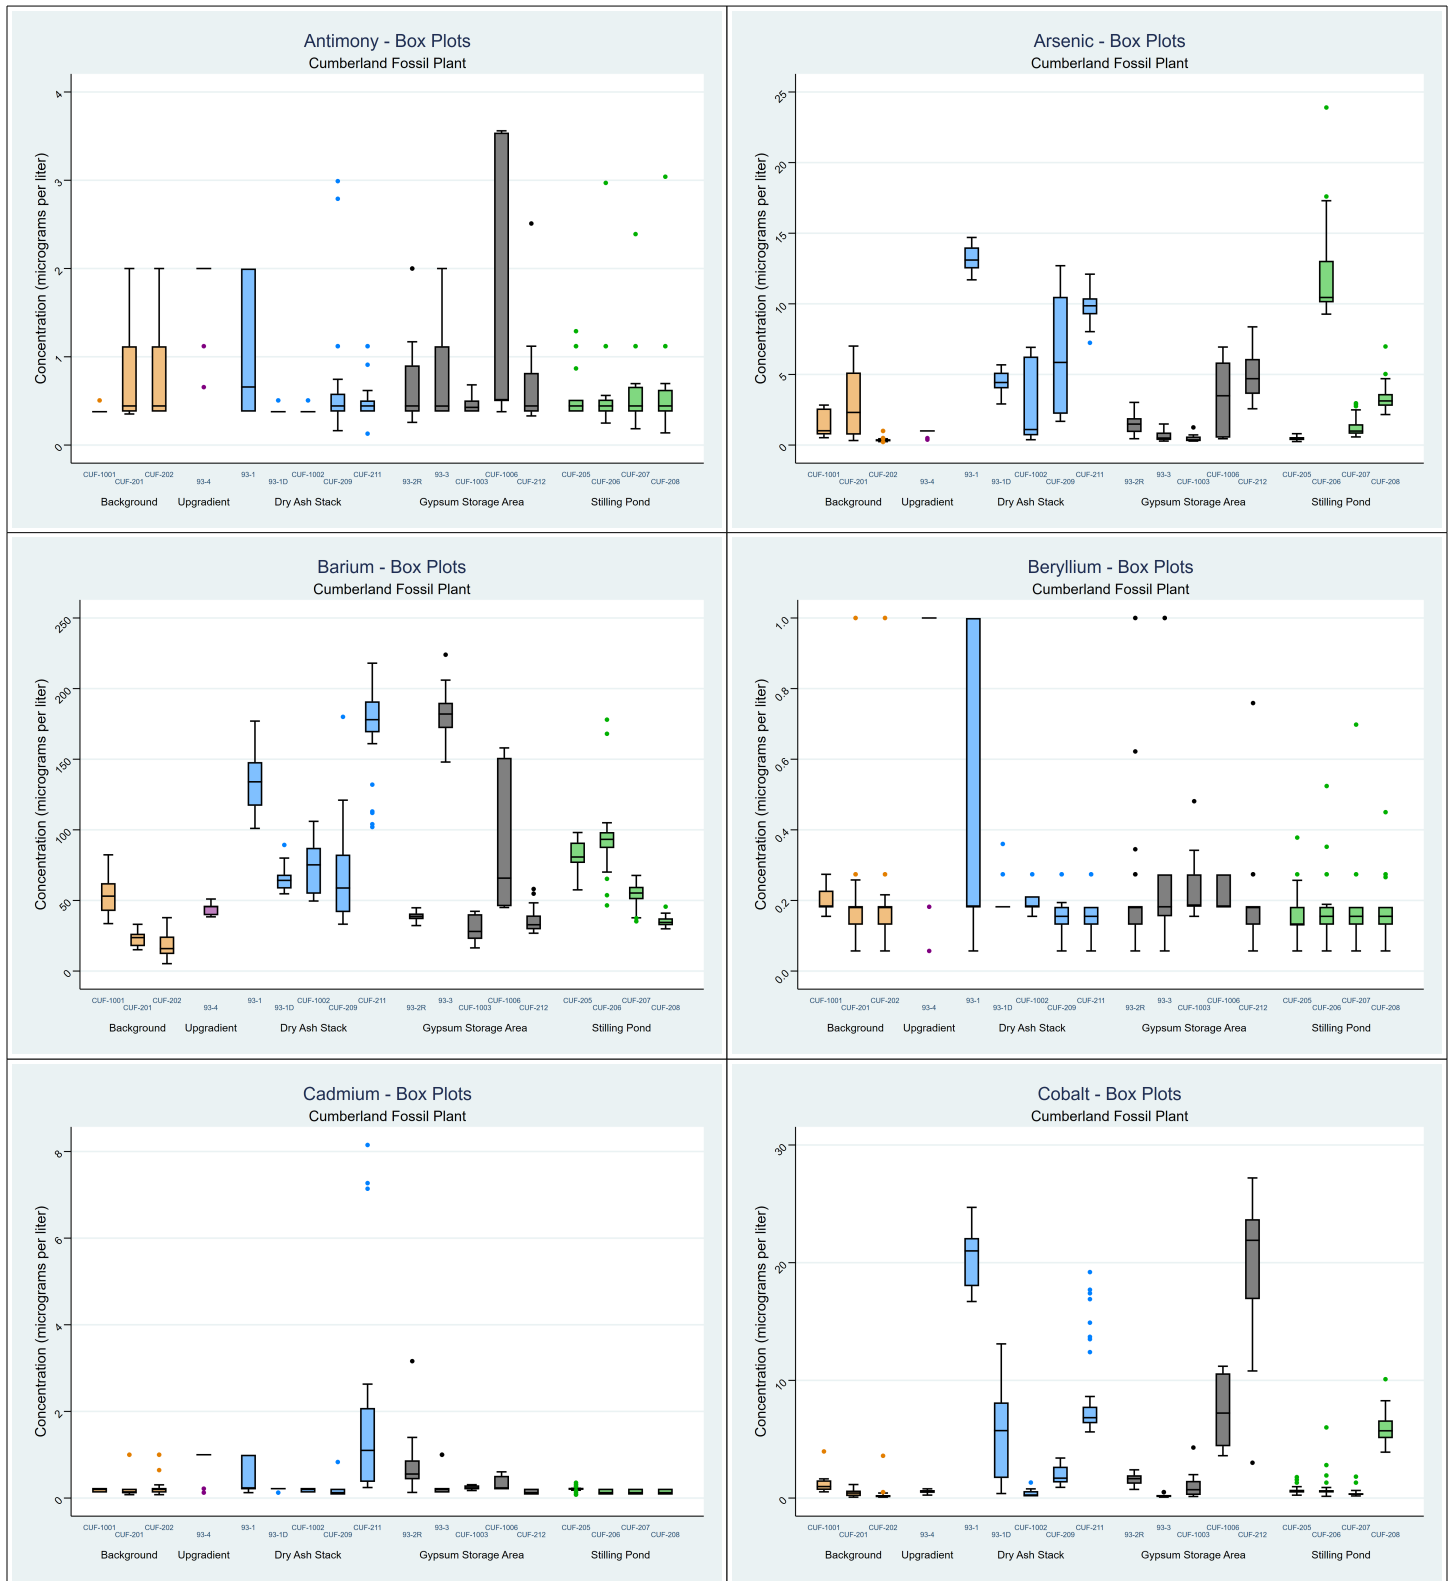 Antimony - Box Plots
Cumberland Fossil Plant
Concentration (micrograms per liter)
4
3
2
1
0
CUF-1001 CUF-202 93-1 CUF-1002 CUF-211 93-3 CUF-1006 CUF-205 CUF-207
CUF-201 93-4 93-1D CUF-209 93-2R CUF-1003 CUF-212 CUF-206 CUF-208
Background Upgradient Dry Ash Stack Gypsum Storage Area Stilling Pond
Arsenic - Box Plots
Cumberland Fossil Plant
Concentration (micrograms per liter)
25
20
15
10
5
0
CUF-1001 CUF-202 93-1 CUF-1002 CUF-211 93-2R CUF-1006 CUF-205 CUF-207
CUF-201 93-4 93-1D CUF-209 93-3 CUF-1003 CUF-212 CUF-206 CUF-208
Background Upgradient Dry Ash Stack Gypsum Storage Area Stilling Pond
Barium - Box Plots
Cumberland Fossil Plant
Concentration (micrograms per liter)
250
200
150
100
50
0
CUF-1001 CUF-202 93-1 CUF-1002 CUF-211 93-3 CUF-1006 CUF-205 CUF-207
CUF-201 93-4 93-1D CUF-209 93-2R CUF-1003 CUF-212 CUF-206 CUF-208
Background Upgradient Dry Ash Stack Gypsum Storage Area Stilling Pond
Beryllium - Box Plots
Cumberland Fossil Plant
Concentration (micrograms per liter)
1.0
0.8
0.6
0.4
0.2
0.0
CUF-1001 CUF-202 93-1 CUF-1002 CUF-211 93-3 CUF-1006 CUF-205 CUF-207
CUF-201 93-4 93-1D CUF-209 93-2R CUF-1003 CUF-212 CUF-206 CUF-208
Background Upgradient Dry Ash Stack Gypsum Storage Area Stilling Pond
Cadmium - Box Plots
Cumberland Fossil Plant
Concentration (micrograms per liter)
8
6
4
2
0
CUF-1001 CUF-202 93-1 CUF-1002 CUF-211 93-3 CUF-1006 CUF-205 CUF-207
CUF-201 93-4 93-1D CUF-209 93-2R CUF-1003 CUF-212 CUF-206 CUF-208
Background Upgradient Dry Ash Stack Gypsum Storage Area Stilling Pond
Cobalt - Box Plots
Cumberland Fossil Plant
Concentration (micrograms per liter)
30
20
10
0
CUF-1001 CUF-202 93-1 CUF-1002 CUF-211 93-3 CUF-1006 CUF-205 CUF-207
CUF-201 93-4 93-1D CUF-209 93-2R CUF-1003 CUF-212 CUF-206 CUF-208
Background Upgradient Dry Ash Stack Gypsum Storage Area Stilling Pond